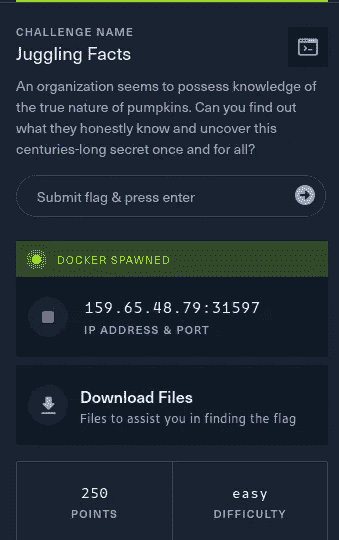 CHALLENGE NAME
Juggling Facts
An organization seems to possess knowledge of
the true nature of pumpkins. Can you find out
what they honestly know and uncover this
centuries-long secret once and for all?
Submit flag & press enter
DOCKER SPAWNED
159.65.48.79:31597
IP ADDRESS & PORT
Download Files
Files to assist you in finding the flag
250
POINTS
easy
DIFFICULTY